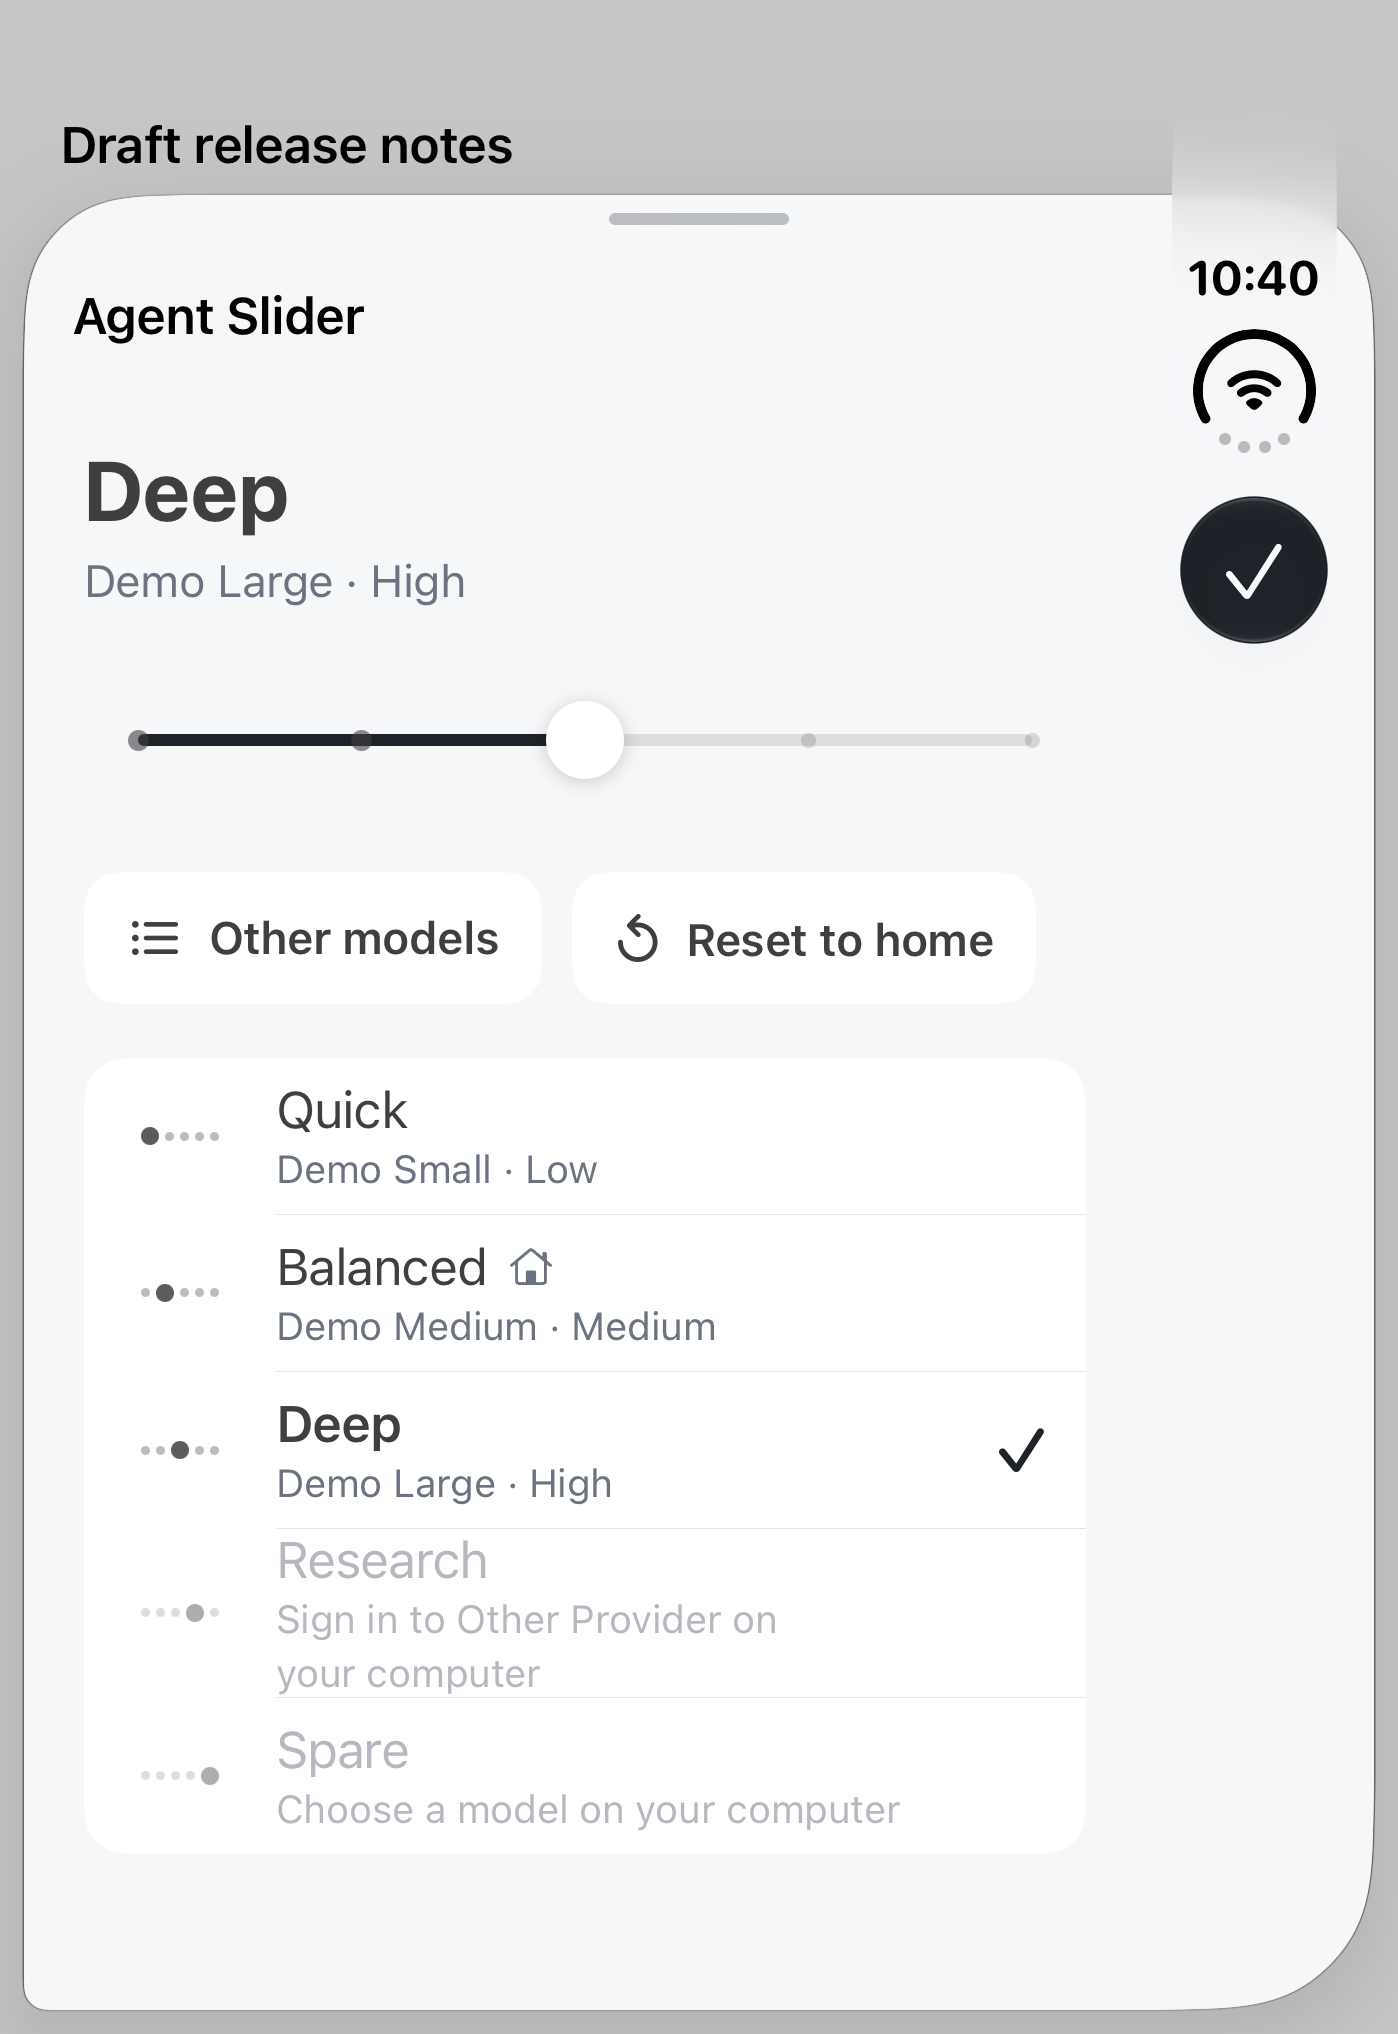 Draft release notes
10:40
Agent Slider
Deep
Demo Large · High
Other models
Reset to home
Quick
Demo Small · Low
Balanced
Demo Medium · Medium
Deep
Demo Large · High
Research
Sign in to Other Provider on
your computer
Spare
Choose a model on your computer